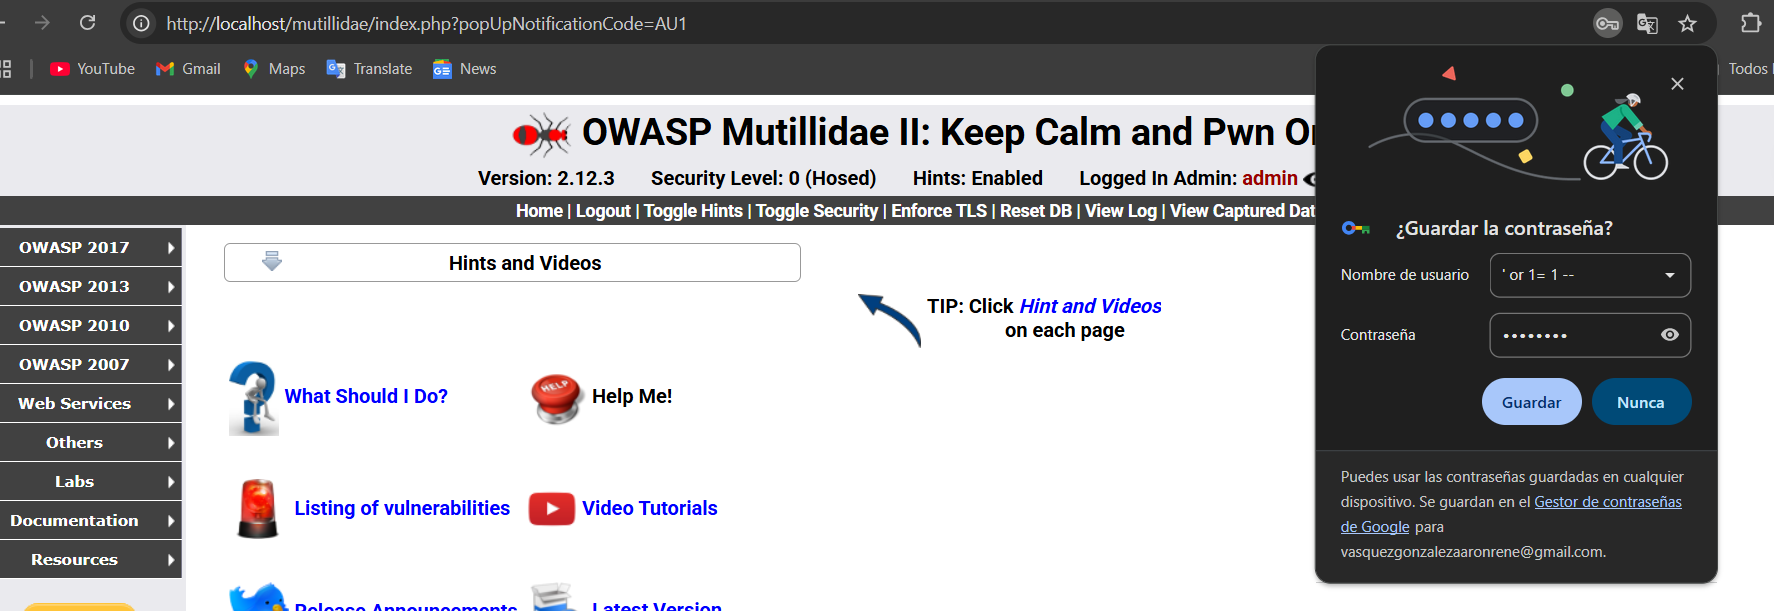 http://localhost/mutillidae/index.php?popUpNotificationCode=AU1
YouTube Gmail Maps Translate News
Todos
OWASP Mutillidae II: Keep Calm and Pwn
Version: 2.12.3 Security Level: 0 (Hosed) Hints: Enabled Logged In Admin: admin
Home | Logout | Toggle Hints | Toggle Security | Enforce TLS | Reset DB | View Log | View Captured Dat
OWASP 2017
OWASP 2013
OWASP 2010
OWASP 2007
Web Services
Others
Labs
Documentation
Resources
Hints and Videos
TIP: Click Hint and Videos
on each page
What Should I Do?
HELP
Help Me!
Listing of vulnerabilities
Video Tutorials
Release Announcements
Latest Version
¿Guardar la contraseña?
Nombre de usuario
' or 1= 1 --
Contraseña
••••••••
Guardar
Nunca
Puedes usar las contraseñas guardadas en cualquier
dispositivo. Se guardan en el Gestor de contraseñas
de Google para
vasquezgonzalezaaronrene@gmail.com.